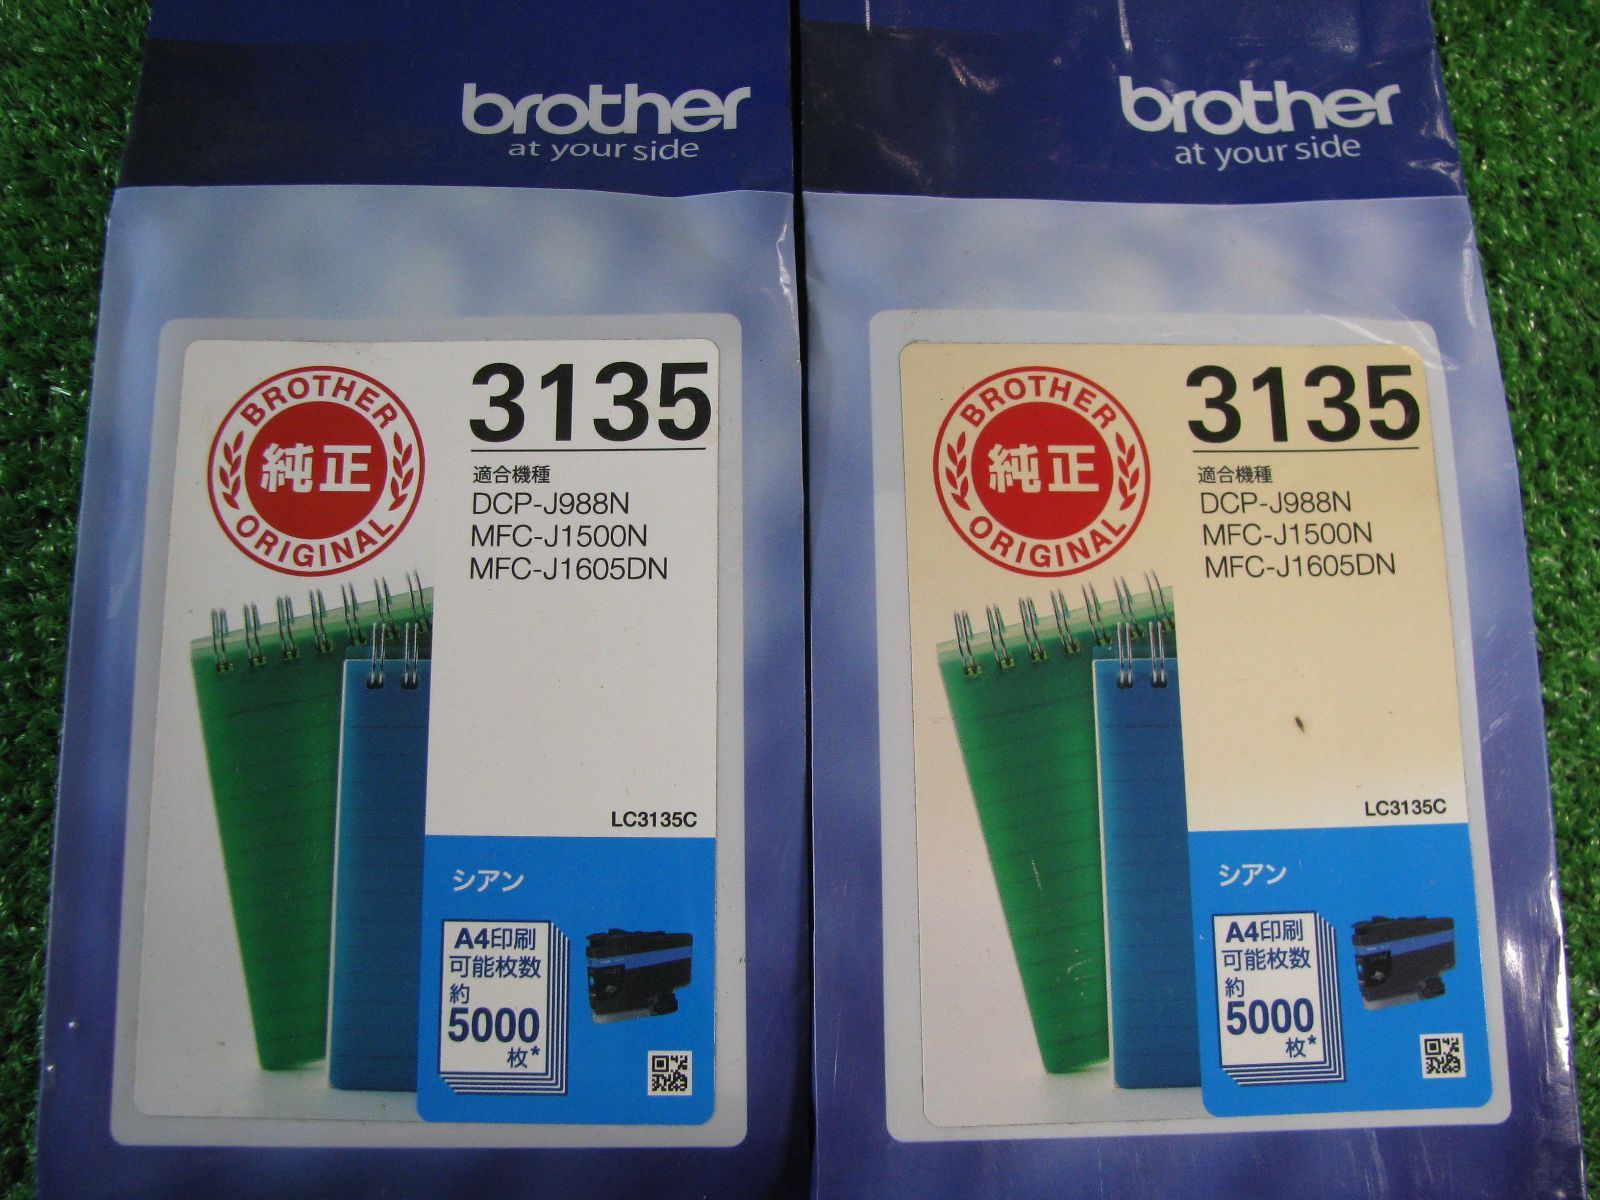 brother
at your side
BROTHER
純正
ORIGINAL
3135
適合機種
DCP-J988N
MFC-J1500N
MFC-J1605DN
LC3135C
シアン
A4印刷
可能枚数
約
5000
枚*
brother
at your side
BROTHER
純正
ORIGINAL
3135
適合機種
DCP-J988N
MFC-J1500N
MFC-J1605DN
LC3135C
シアン
A4印刷
可能枚数
約
5000
枚*